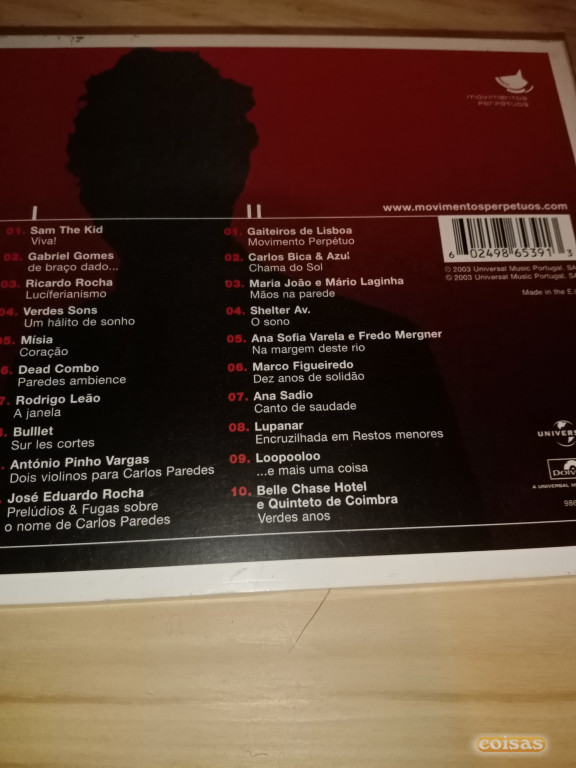 movimentos
perpétuos
www.movimentosperpetuos.com
I
01. Sam The Kid
Viva!
02. Gabriel Gomes
de braço dado...
03. Ricardo Rocha
Luciferianismo
04. Verdes Sons
Um hálito de sonho
05. Mísia
Coração
6. Dead Combo
Paredes ambience
7. Rodrigo Leão
A janela
8. Bulllet
Sur les cortes
António Pinho Vargas
Dois violinos para Carlos Paredes
José Eduardo Rocha
Prelúdios & Fugas sobre
o nome de Carlos Paredes
II
01. Gaiteiros de Lisboa
Movimento Perpétuo
02. Carlos Bica & Azul
Chama do Sol
03. Maria João e Mário Laginha
Mãos na parede
04. Shelter Av.
O sono
05. Ana Sofia Varela e Fredo Mergner
Na margem deste rio
06. Marco Figueiredo
Dez anos de solidão
07. Ana Sadio
Canto de saudade
08. Lupanar
Encruzilhada em Restos menores
09. Loopooloo
...e mais uma coisa
10. Belle Chase Hotel
e Quinteto de Coimbra
Verdes anos
6 02498 65391 3
℗ 2003 Universal Music Portugal, SA
© 2003 Universal Music Portugal, SA
Made in the E.
UNIVERS
A UNIVERSAL M
986
coisas